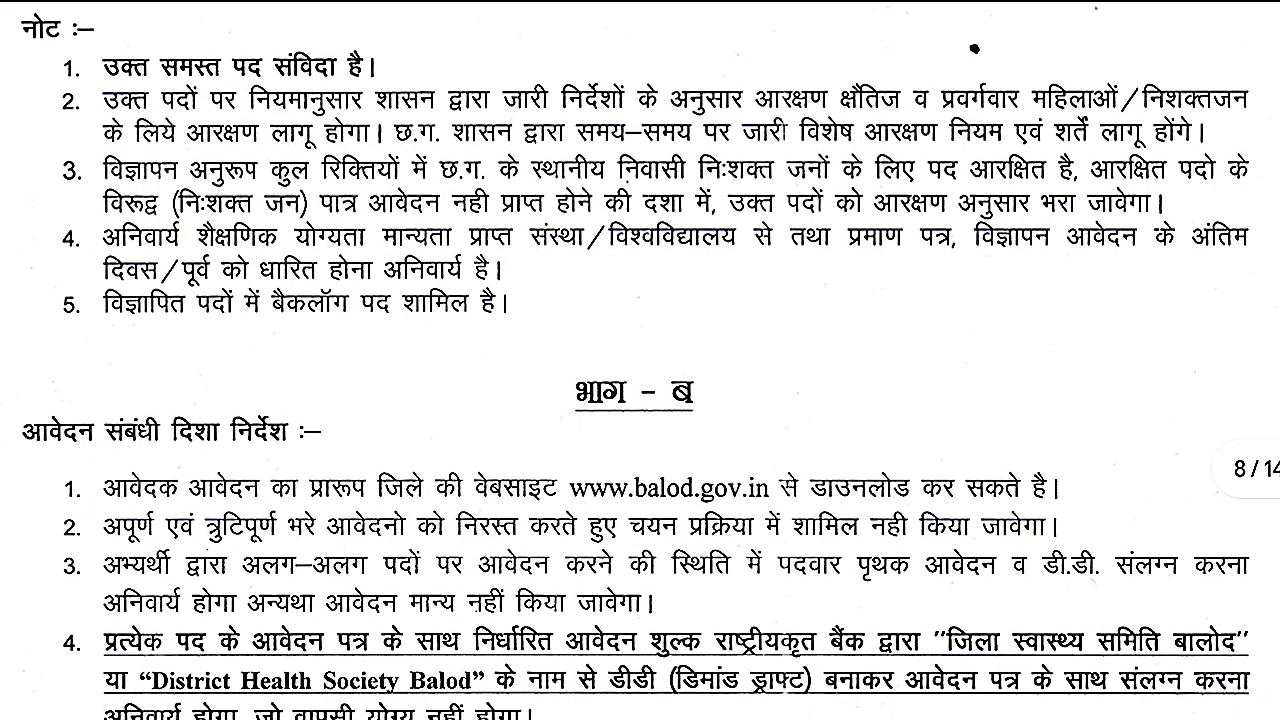 नोट :–
1. उक्त समस्त पद संविदा है।
2. उक्त पदों पर नियमानुसार शासन द्वारा जारी निर्देशों के अनुसार आरक्षण क्षैतिज व प्रवर्गवार महिलाओं/निशक्तजन
के लिये आरक्षण लागू होगा। छ.ग. शासन द्वारा समय–समय पर जारी विशेष आरक्षण नियम एवं शर्तें लागू होंगे।
3. विज्ञापन अनुरूप कुल रिक्तियों में छ.ग. के स्थानीय निवासी निःशक्त जनों के लिए पद आरक्षित है, आरक्षित पदो के
विरूद्व (निःशक्त जन) पात्र आवेदन नही प्राप्त होने की दशा में, उक्त पदों को आरक्षण अनुसार भरा जावेगा।
4. अनिवार्य शैक्षणिक योग्यता मान्यता प्राप्त संस्था/विश्वविद्यालय से तथा प्रमाण पत्र, विज्ञापन आवेदन के अंतिम
दिवस/पूर्व को धारित होना अनिवार्य है।
5. विज्ञापित पदों में बैकलॉग पद शामिल है।
भाग – ब
आवेदन संबंधी दिशा निर्देश :–
8/14
1. आवेदक आवेदन का प्रारूप जिले की वेबसाइट www.balod.gov.in से डाउनलोड कर सकते है।
2. अपूर्ण एवं त्रुटिपूर्ण भरे आवेदनो को निरस्त करते हुए चयन प्रक्रिया में शामिल नही किया जावेगा।
3. अभ्यर्थी द्वारा अलग–अलग पदों पर आवेदन करने की स्थिति में पदवार पृथक आवेदन व डी.डी. संलग्न करना
अनिवार्य होगा अन्यथा आवेदन मान्य नहीं किया जावेगा।
4. प्रत्येक पद के आवेदन पत्र के साथ निर्धारित आवेदन शुल्क राष्ट्रीयकृत बैंक द्वारा "जिला स्वास्थ्य समिति बालोद"
या “District Health Society Balod” के नाम से डीडी (डिमांड ड्राफ्ट) बनाकर आवेदन पत्र के साथ संलग्न करना
अनिवार्य होगा, जो वापसी योग्य नहीं होगा।